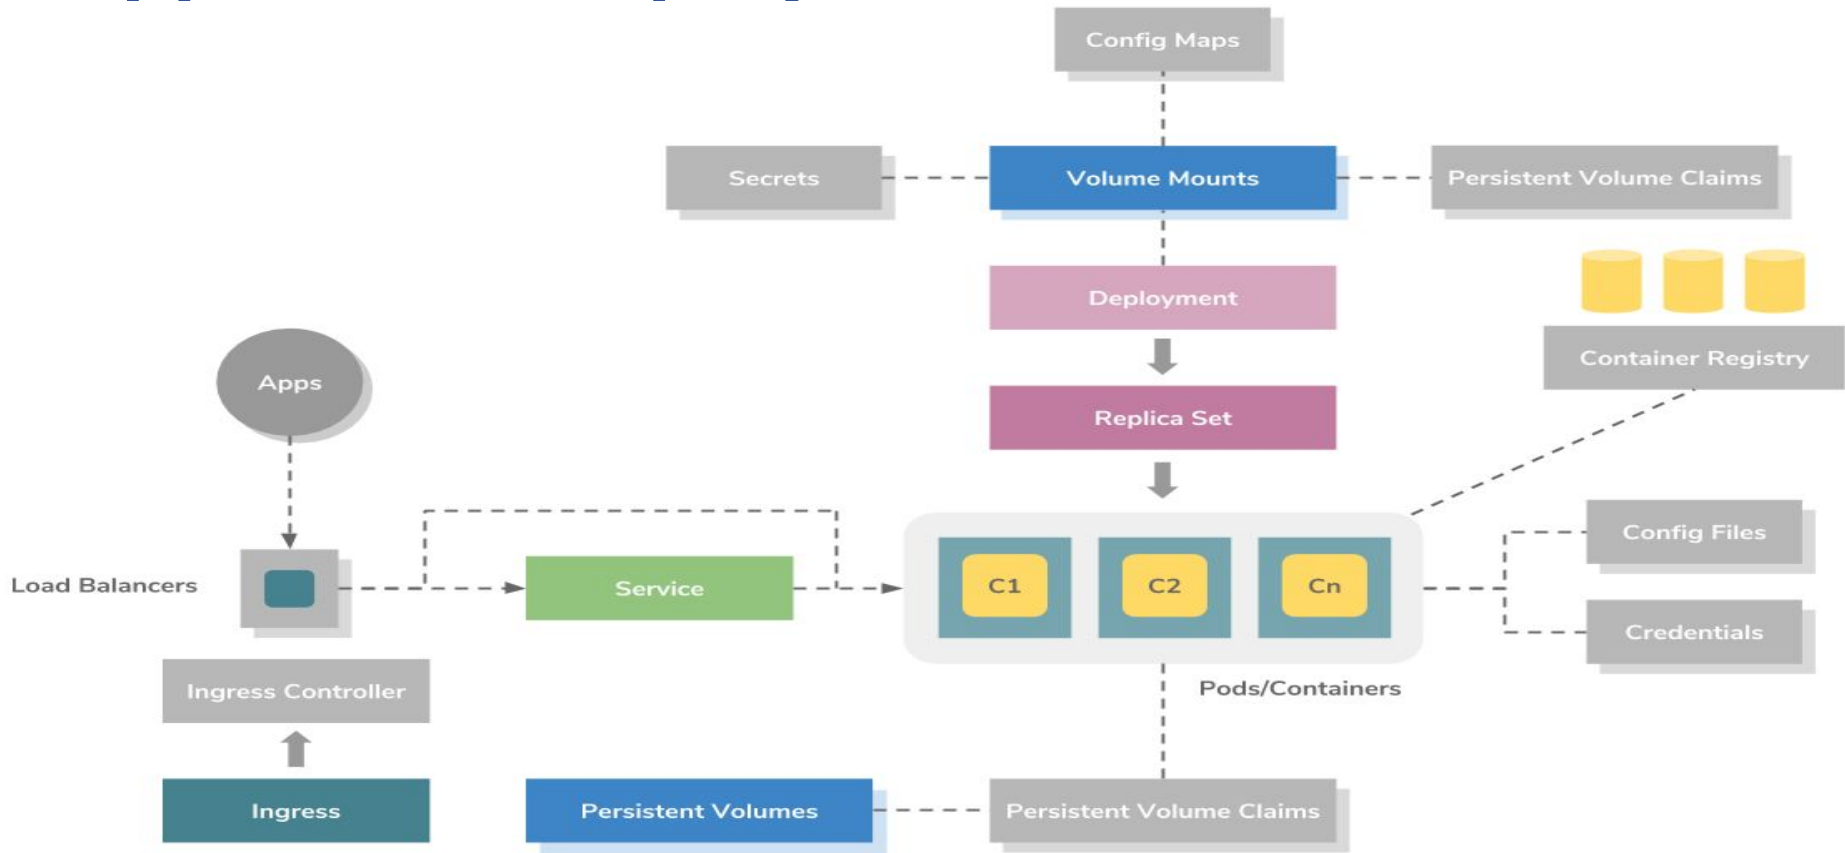 Config Maps
Secrets
Volume Mounts
Persistent Volume Claims
Deployment
Container Registry
Apps
Replica Set
Config Files
Load Balancers
Service
C1
C2
Cn
Credentials
Ingress Controller
Pods/Containers
Ingress
Persistent Volumes
Persistent Volume Claims